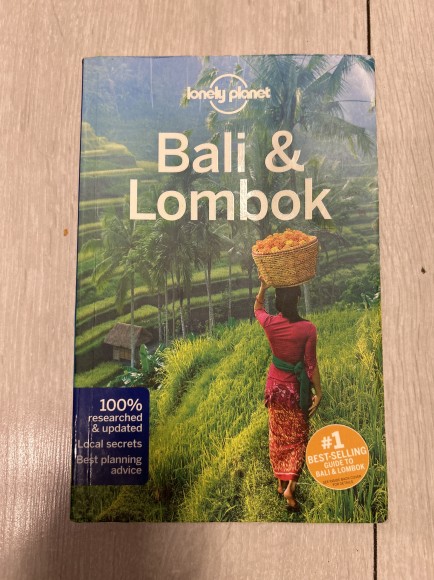 lonely planet
Bali &
Lombok
100%
researched
& updated
Local secrets
Best planning
advice
#1
BEST-SELLING
GUIDE TO
BALI & LOMBOK